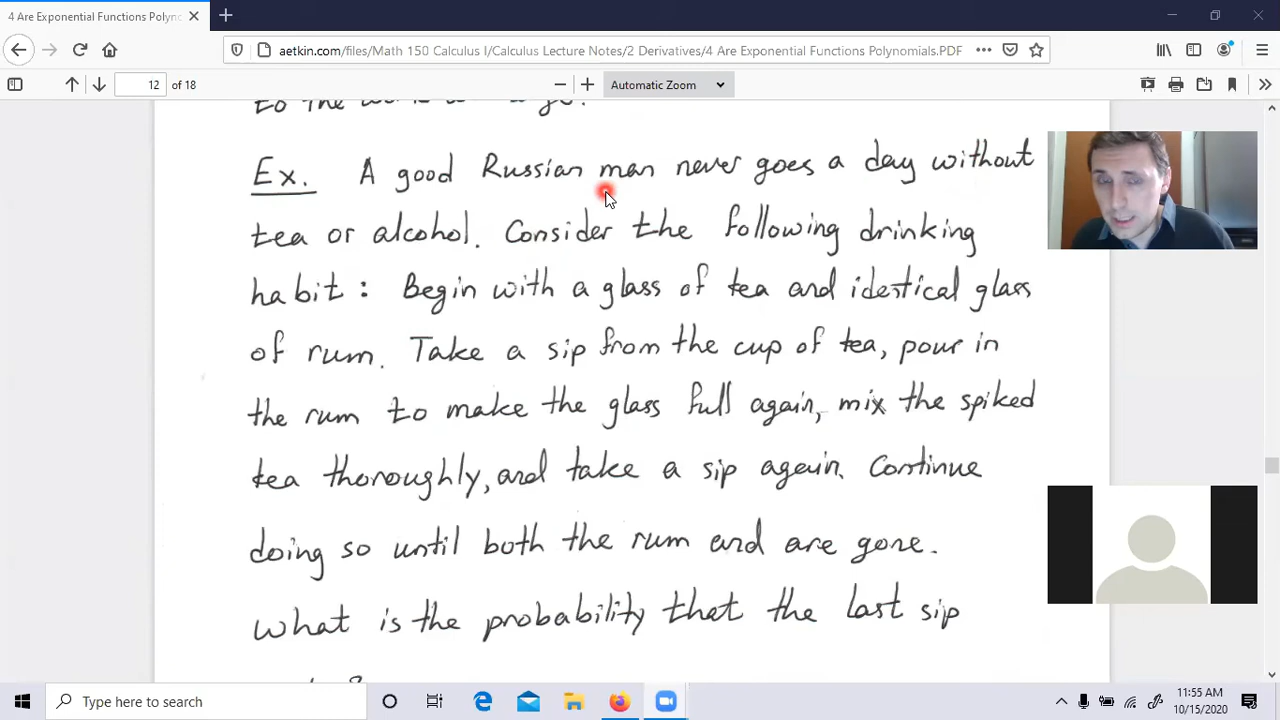 4 Are Exponential Functions Polyno
aetkin.com/files/Math 150 Calculus I/Calculus Lecture Notes/2 Derivatives/4 Are Exponential Functions Polynomials.PDF
12 of 18
Automatic Zoom
to the
Ex. A good Russian man never goes a day without
tea or alcohol. Consider the following drinking
habit: Begin with a glass of tea and identical glass
of rum. Take a sip from the cup of tea, pour in
the rum to make the glass full again, mix the spiked
tea thoroughly, and take a sip again. Continue
doing so until both the rum and are gone.
What is the probability that the last sip
Type here to search
11:55 AM
10/15/2020